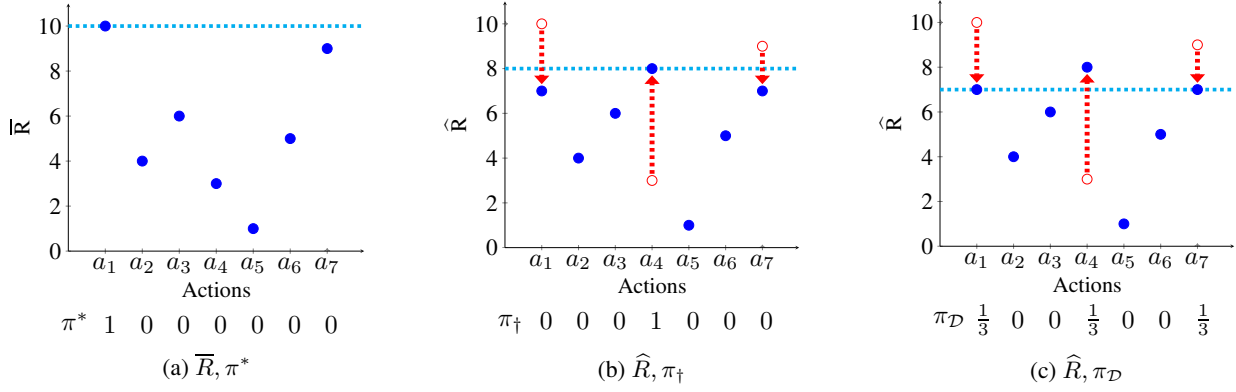 10
8
6
4
2
0
R̅
a₁ a₂ a₃ a₄ a₅ a₆ a₇
Actions
π* 1 0 0 0 0 0 0
(a) R̅, π*
10
8
6
4
2
0
R̂
a₁ a₂ a₃ a₄ a₅ a₆ a₇
Actions
π† 0 0 0 1 0 0 0
(b) R̂, π†
10
8
6
4
2
0
R̂
a₁ a₂ a₃ a₄ a₅ a₆ a₇
Actions
π_𝒟 1/3 0 0 1/3 0 0 1/3
(c) R̂, π_𝒟